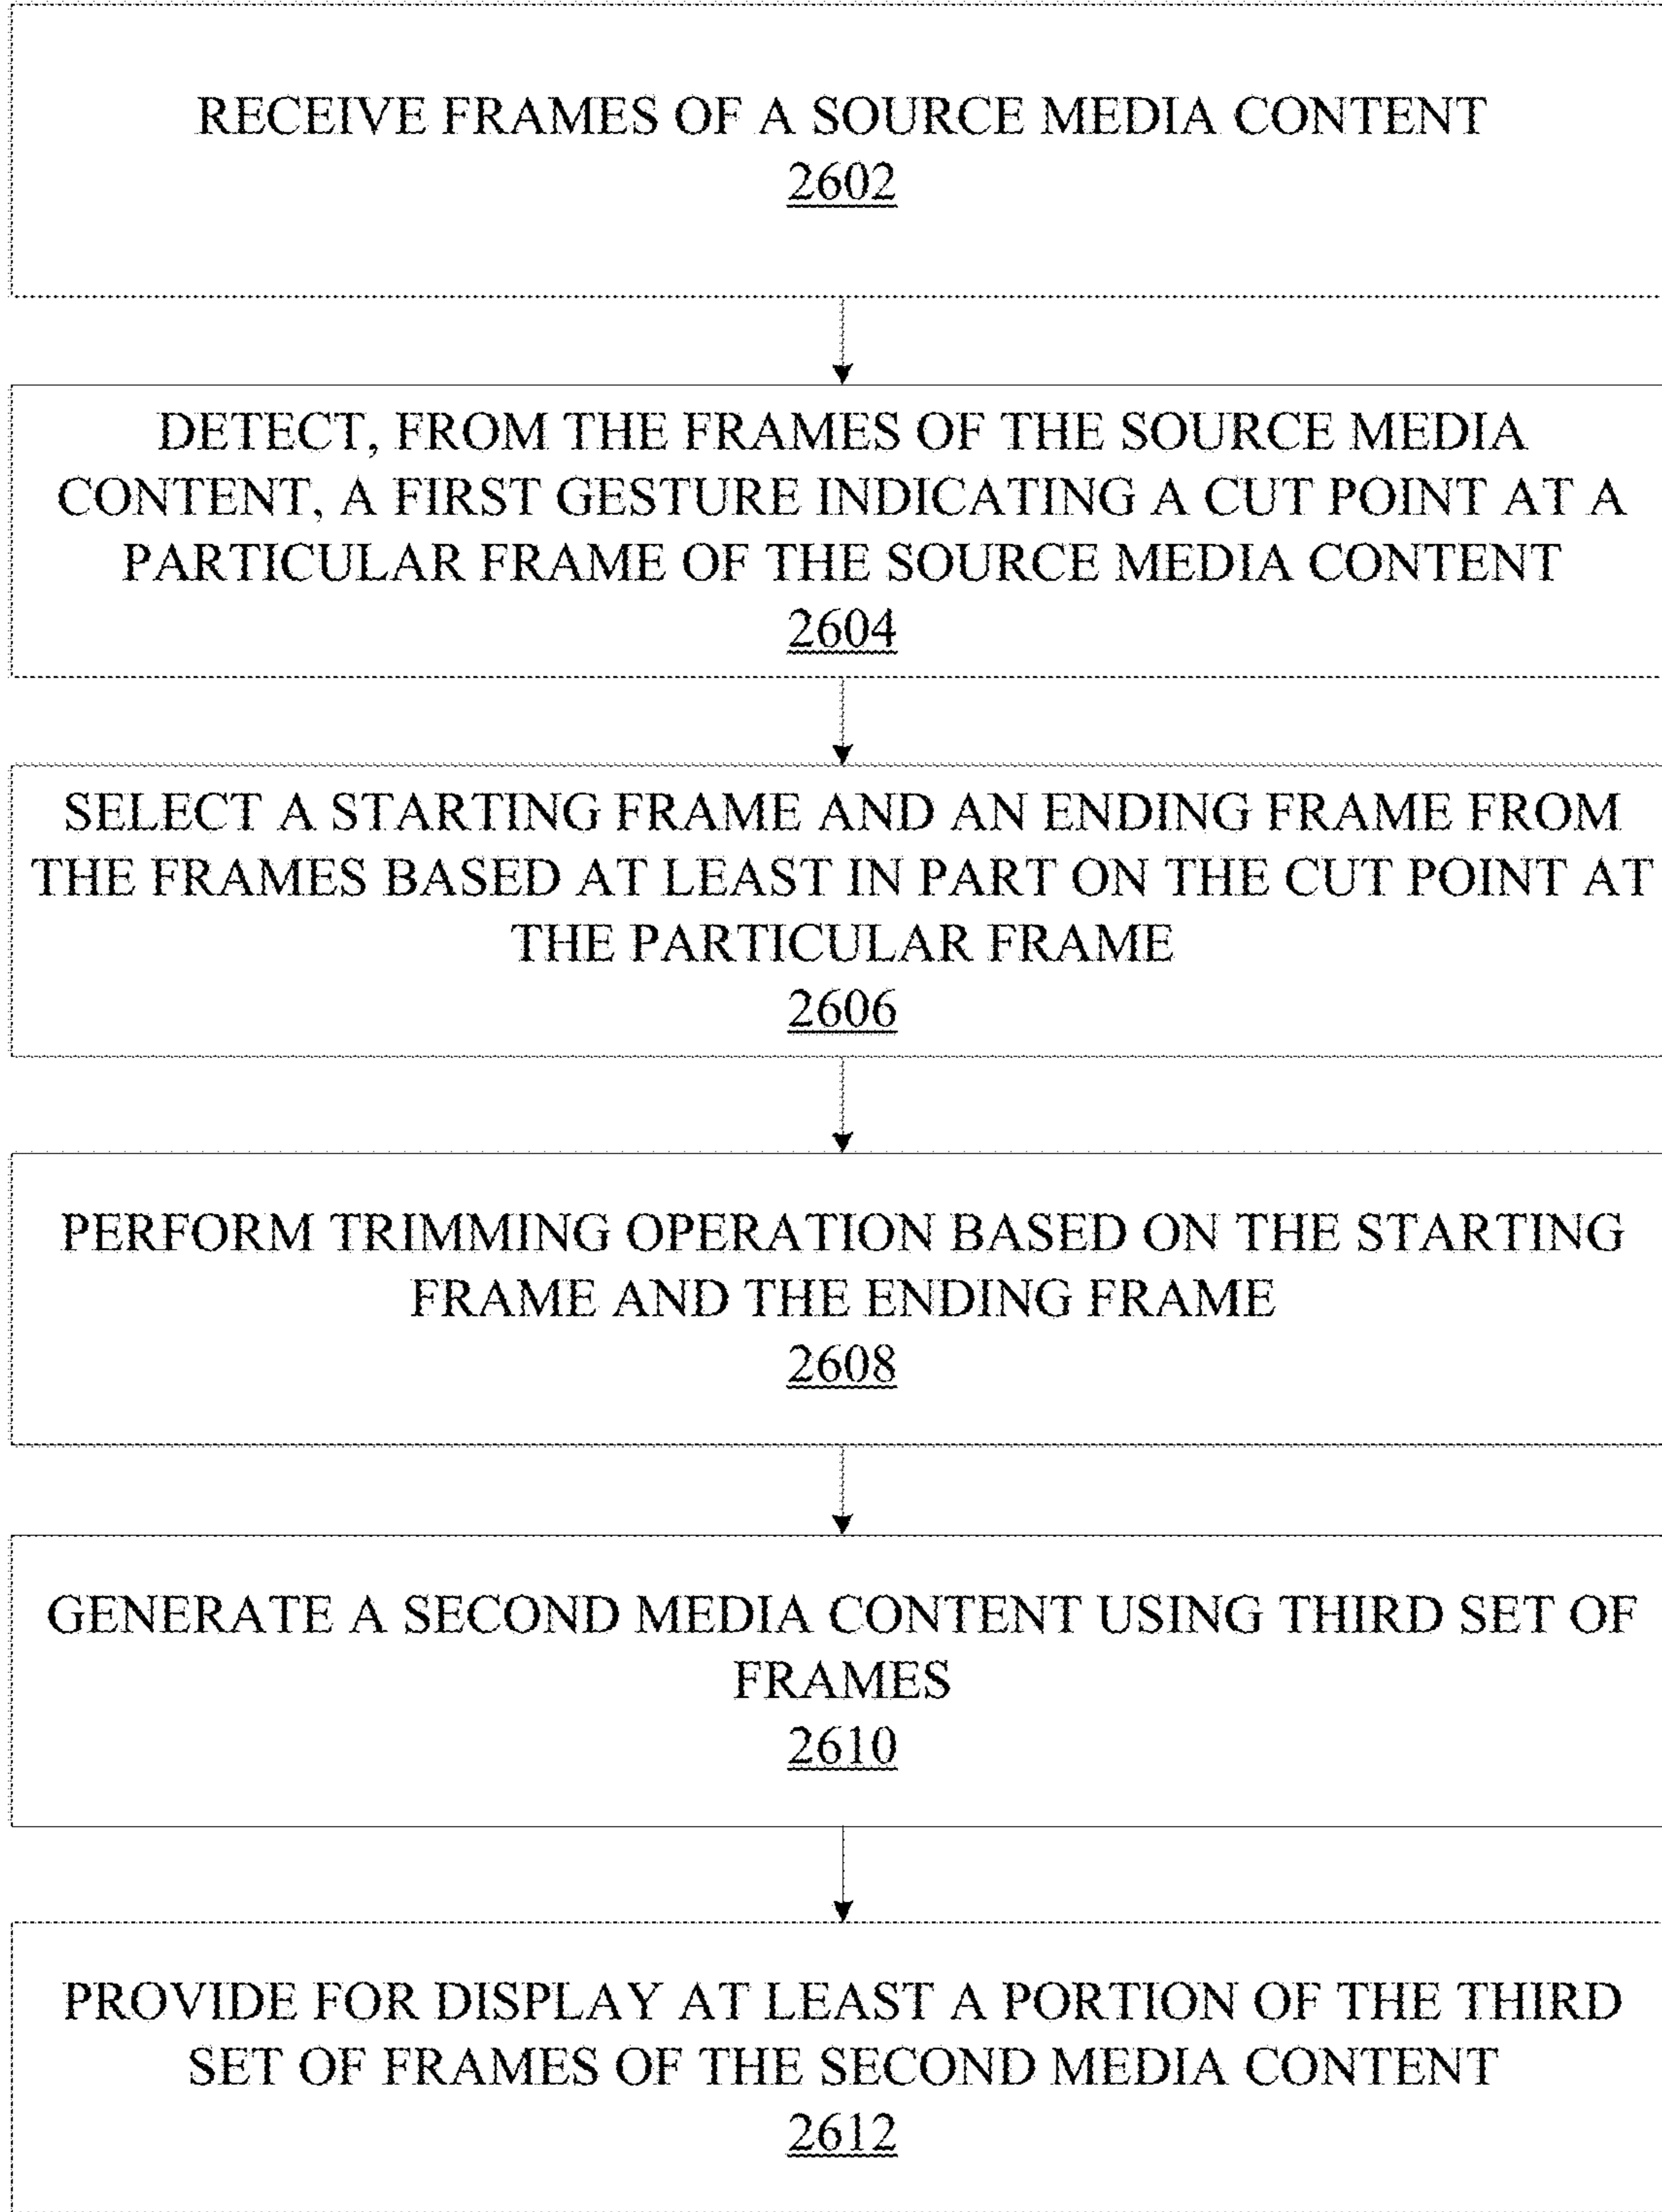 RECEIVE FRAMES OF A SOURCE MEDIA CONTENT
2602
DETECT, FROM THE FRAMES OF THE SOURCE MEDIA
CONTENT, A FIRST GESTURE INDICATING A CUT POINT AT A
PARTICULAR FRAME OF THE SOURCE MEDIA CONTENT
2604
SELECT A STARTING FRAME AND AN ENDING FRAME FROM
THE FRAMES BASED AT LEAST IN PART ON THE CUT POINT AT
THE PARTICULAR FRAME
2606
PERFORM TRIMMING OPERATION BASED ON THE STARTING
FRAME AND THE ENDING FRAME
2608
GENERATE A SECOND MEDIA CONTENT USING THIRD SET OF
FRAMES
2610
PROVIDE FOR DISPLAY AT LEAST A PORTION OF THE THIRD
SET OF FRAMES OF THE SECOND MEDIA CONTENT
2612